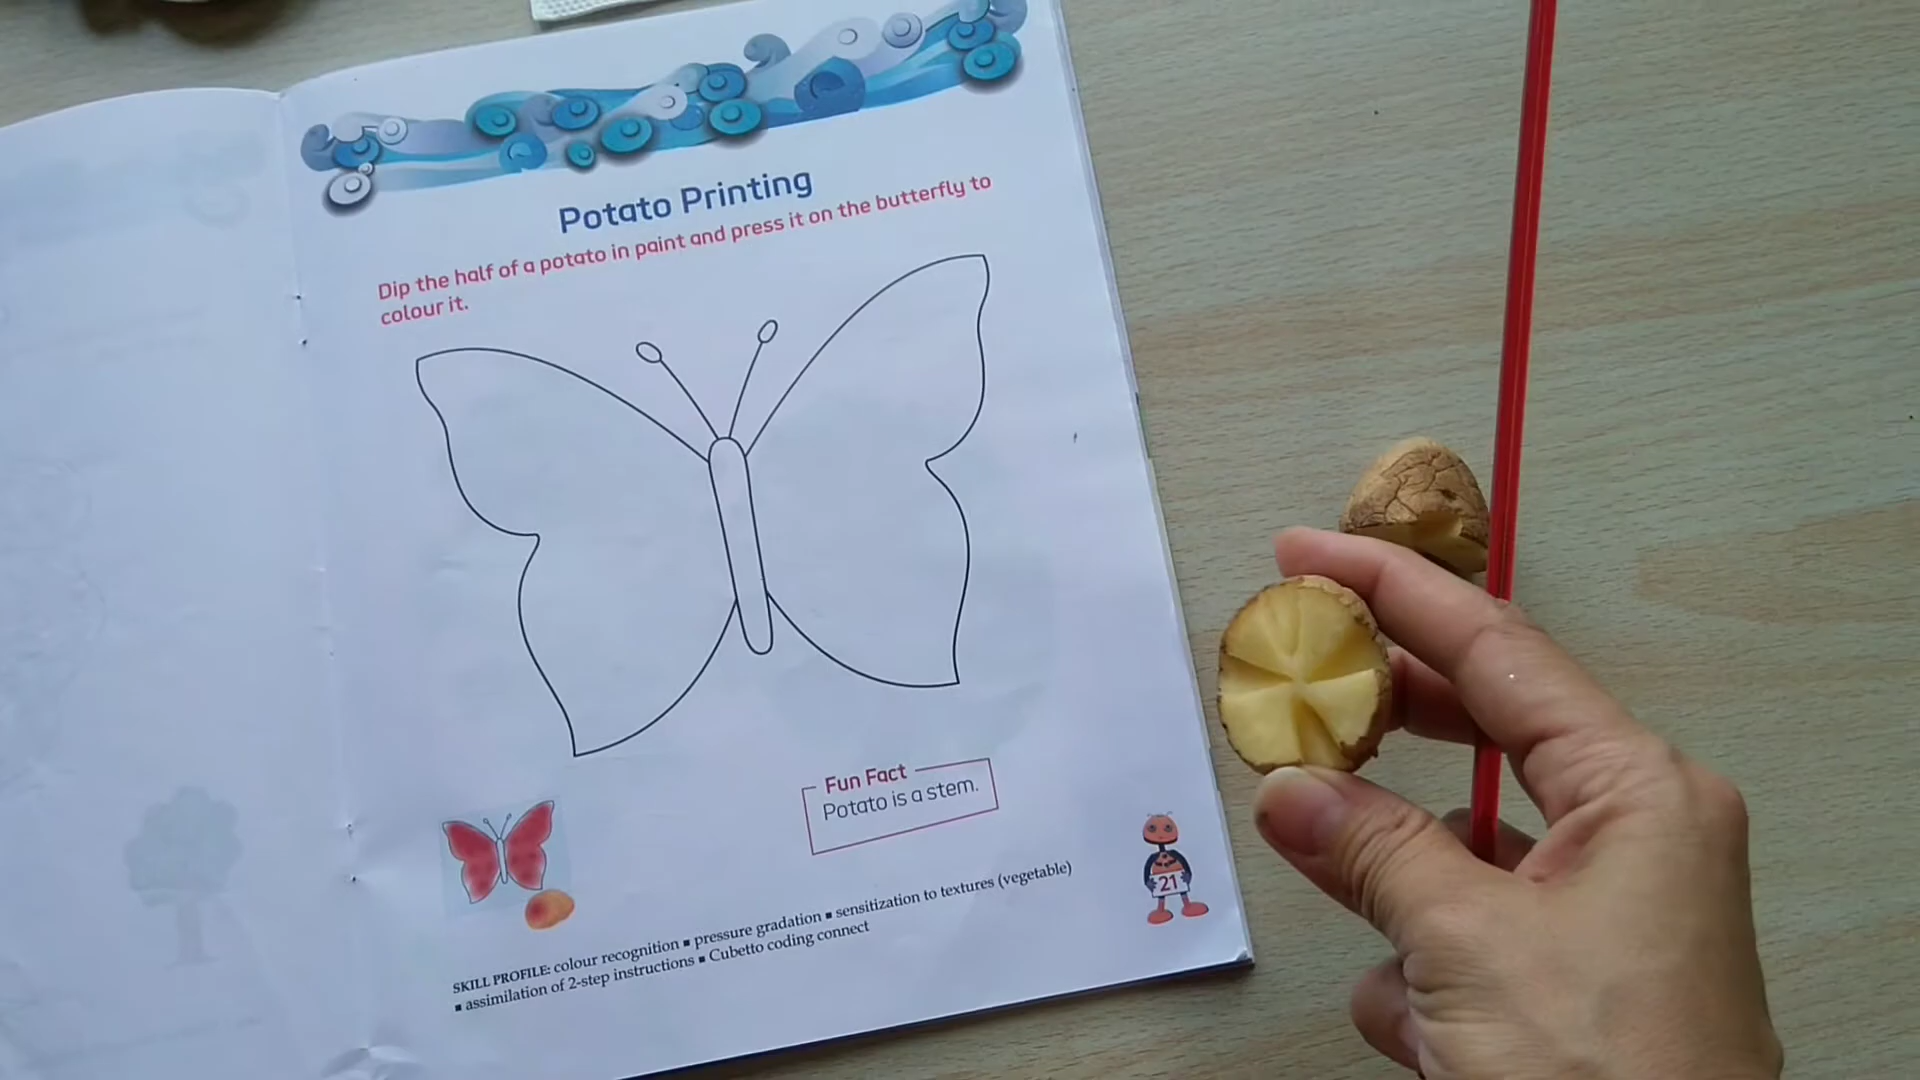 Potato Printing
Dip the half of a potato in paint and press it on the butterfly to
colour it.
Fun Fact
Potato is a stem.
21
SKILL PROFILE: colour recognition ▪ pressure gradation ▪ sensitization to textures (vegetable)
▪ assimilation of 2-step instructions ▪ Cubetto coding connect